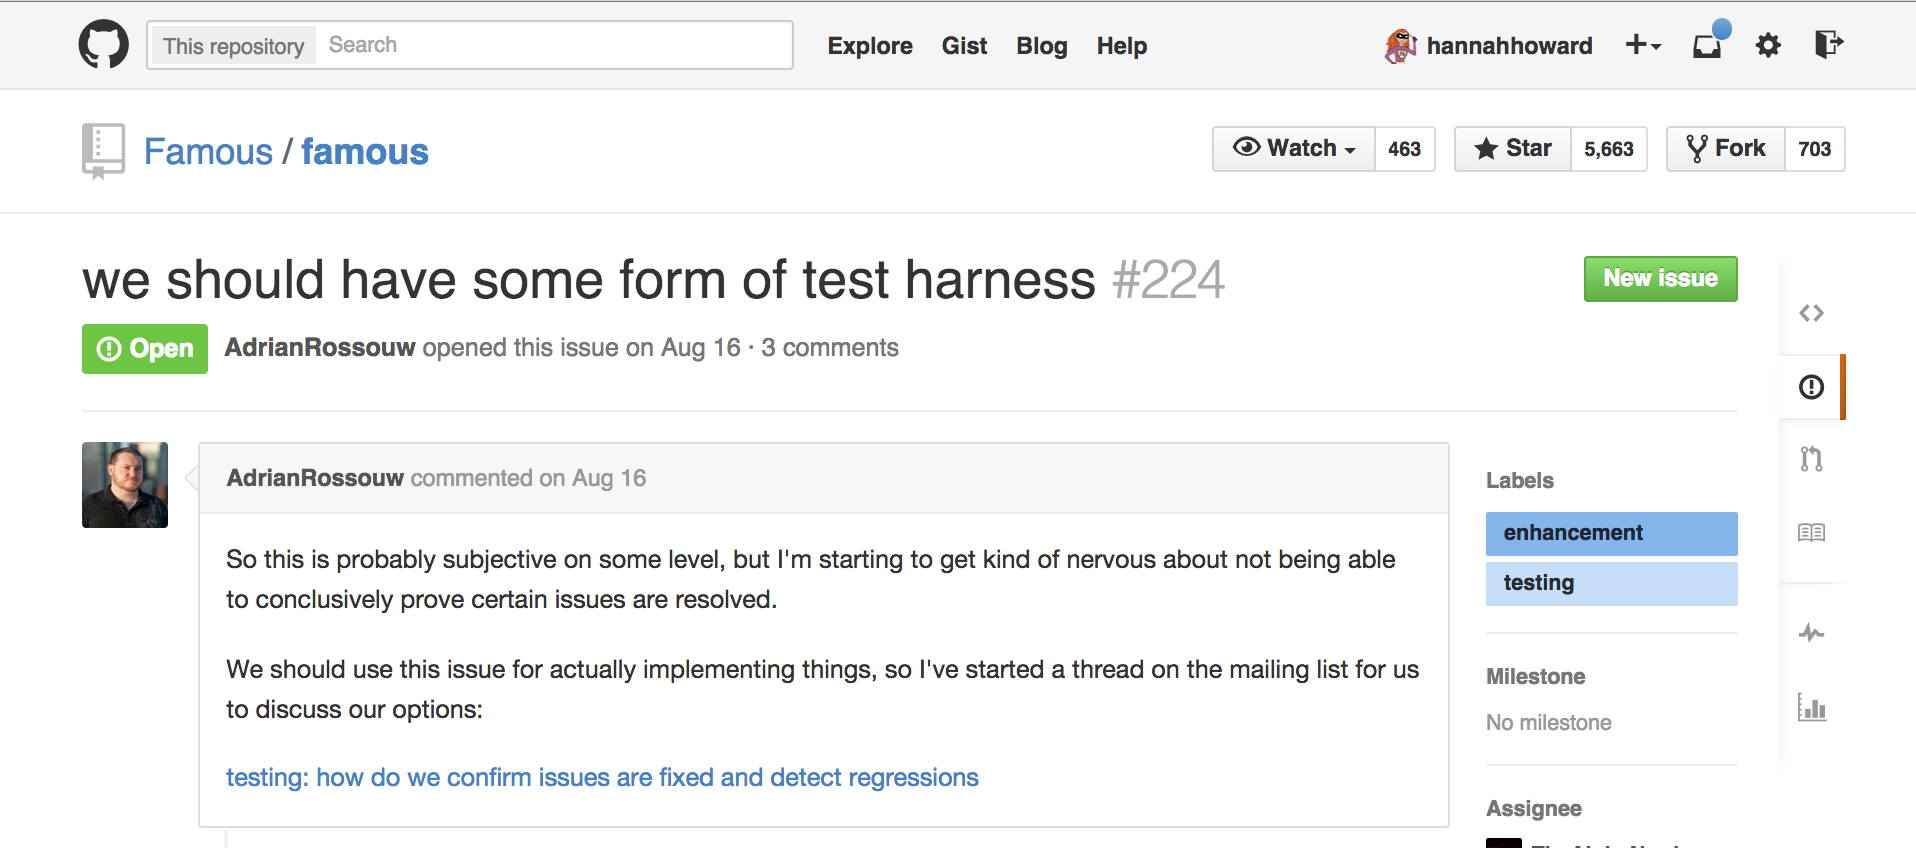 This repository Search Explore Gist Blog Help hannahhoward
Famous / famous Watch 463 Star 5,663 Fork 703
we should have some form of test harness #224 New issue
Open AdrianRossouw opened this issue on Aug 16 · 3 comments
AdrianRossouw commented on Aug 16
So this is probably subjective on some level, but I'm starting to get kind of nervous about not being able
to conclusively prove certain issues are resolved.
We should use this issue for actually implementing things, so I've started a thread on the mailing list for us
to discuss our options:
testing: how do we confirm issues are fixed and detect regressions
Labels
enhancement
testing
Milestone
No milestone
Assignee